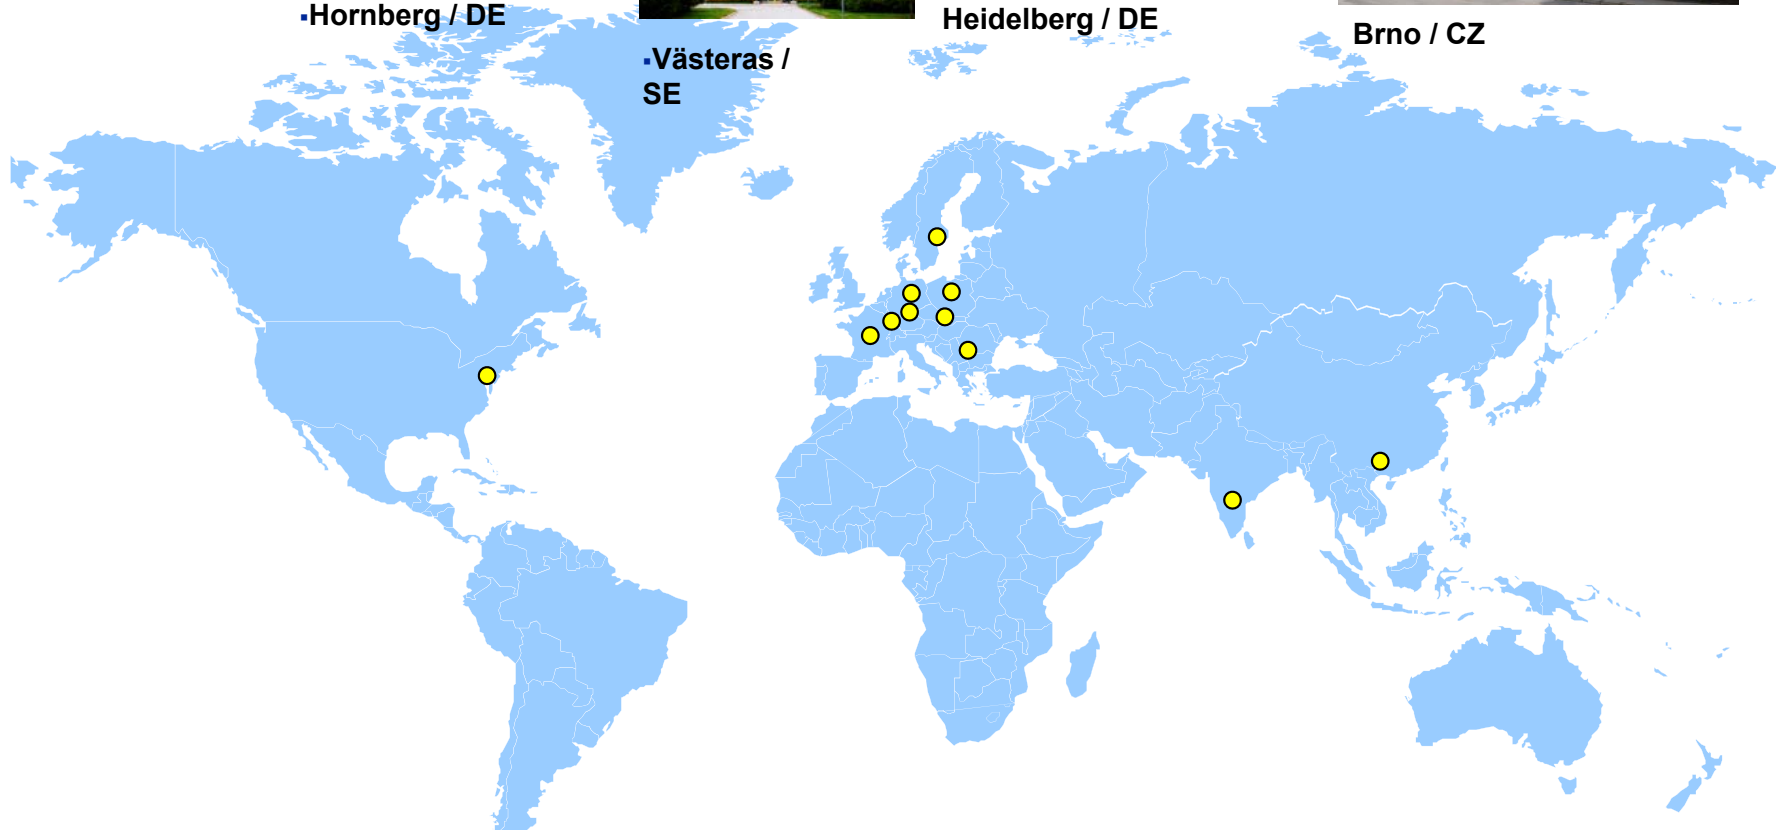 ▪Hornberg / DE
Heidelberg / DE
Brno / CZ
▪Västeras /
SE